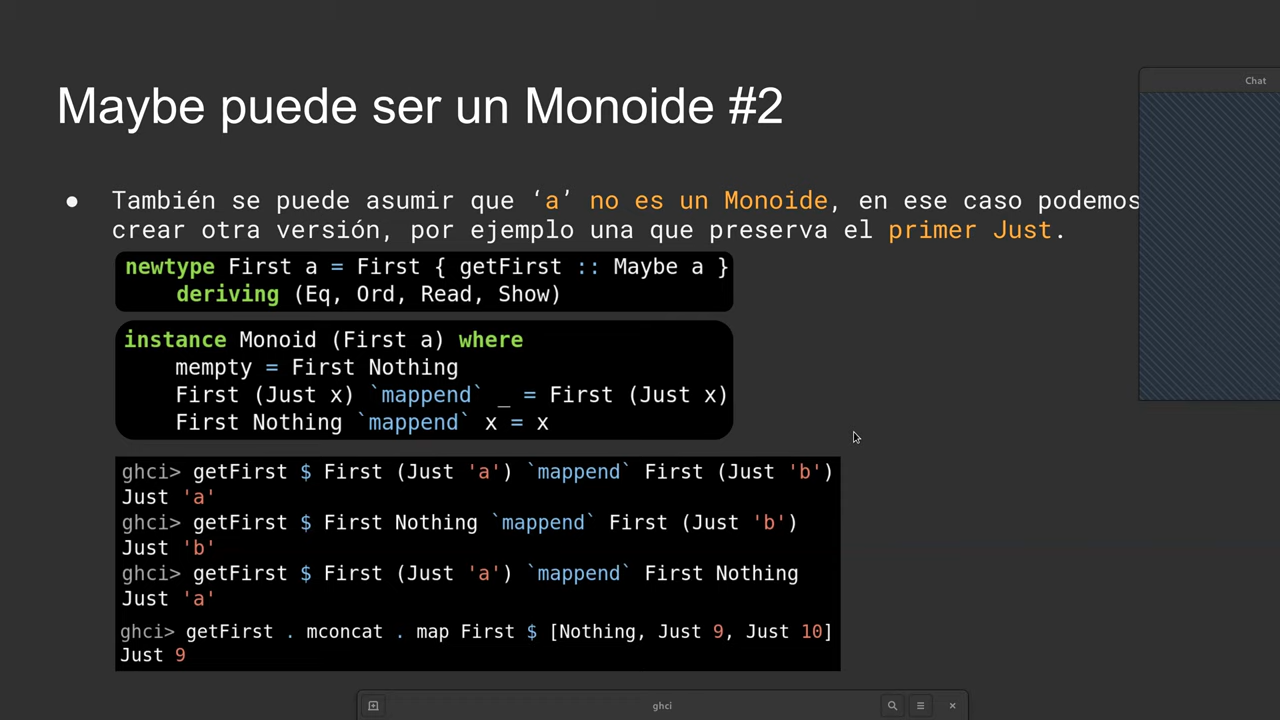 Chat
Maybe puede ser un Monoide #2
● También se puede asumir que ‘a’ no es un Monoide, en ese caso podemos
crear otra versión, por ejemplo una que preserva el primer Just.
newtype First a = First { getFirst :: Maybe a }
    deriving (Eq, Ord, Read, Show)
instance Monoid (First a) where
    mempty = First Nothing
    First (Just x) `mappend` _ = First (Just x)
    First Nothing `mappend` x = x
ghci> getFirst $ First (Just 'a') `mappend` First (Just 'b')
Just 'a'
ghci> getFirst $ First Nothing `mappend` First (Just 'b')
Just 'b'
ghci> getFirst $ First (Just 'a') `mappend` First Nothing
Just 'a'
ghci> getFirst . mconcat . map First $ [Nothing, Just 9, Just 10]
Just 9
ghci